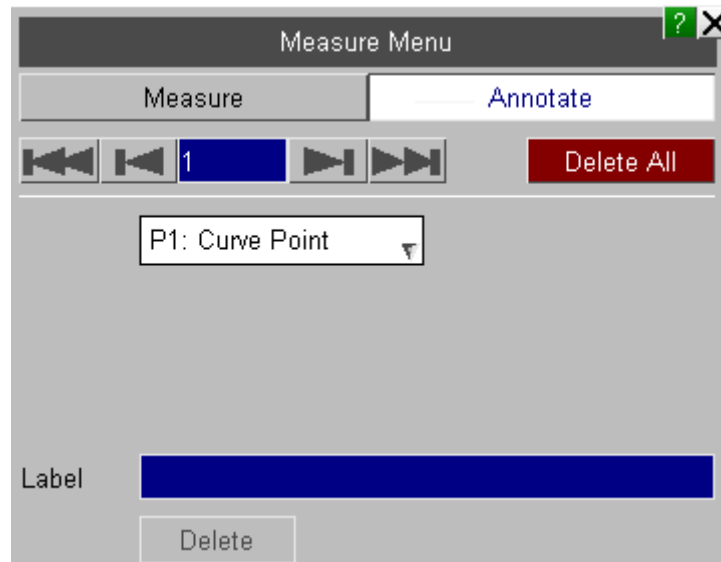 ?
Measure Menu
Measure Annotate
1 Delete All
P1: Curve Point
Label
Delete